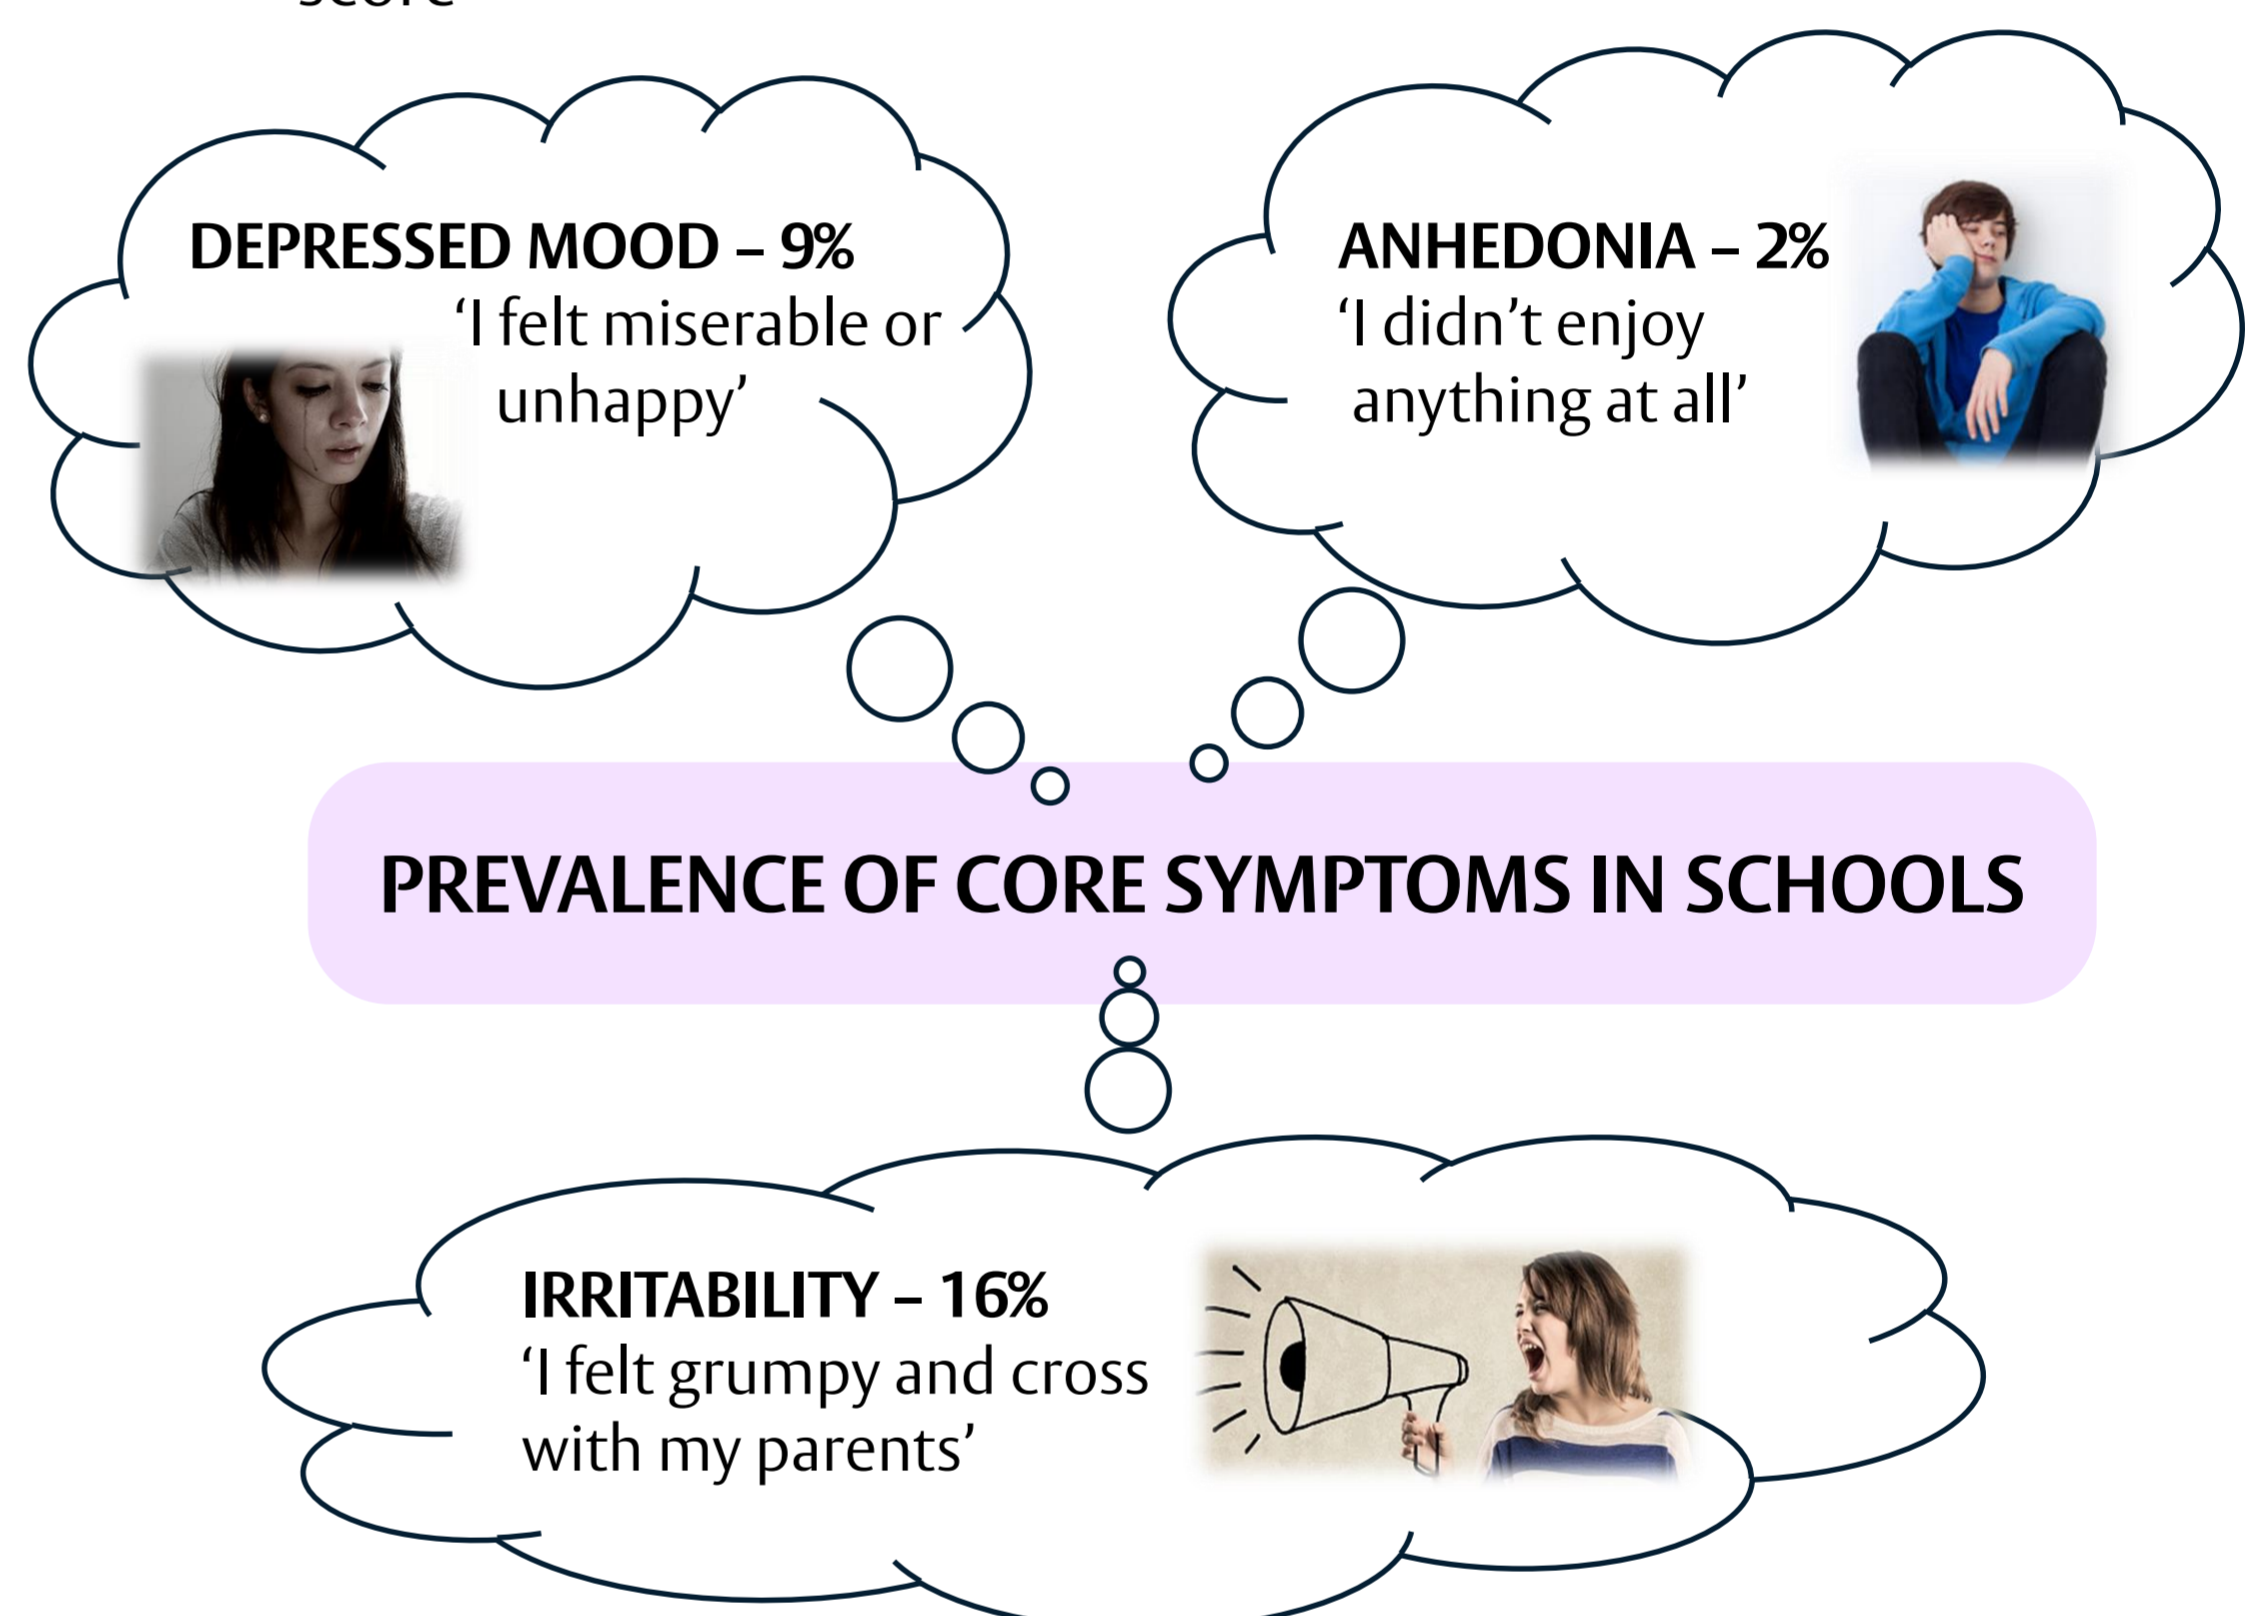 score
DEPRESSED MOOD – 9%
‘I felt miserable or
unhappy’
ANHEDONIA – 2%
‘I didn’t enjoy
anything at all’
PREVALENCE OF CORE SYMPTOMS IN SCHOOLS
IRRITABILITY – 16%
‘I felt grumpy and cross
with my parents’